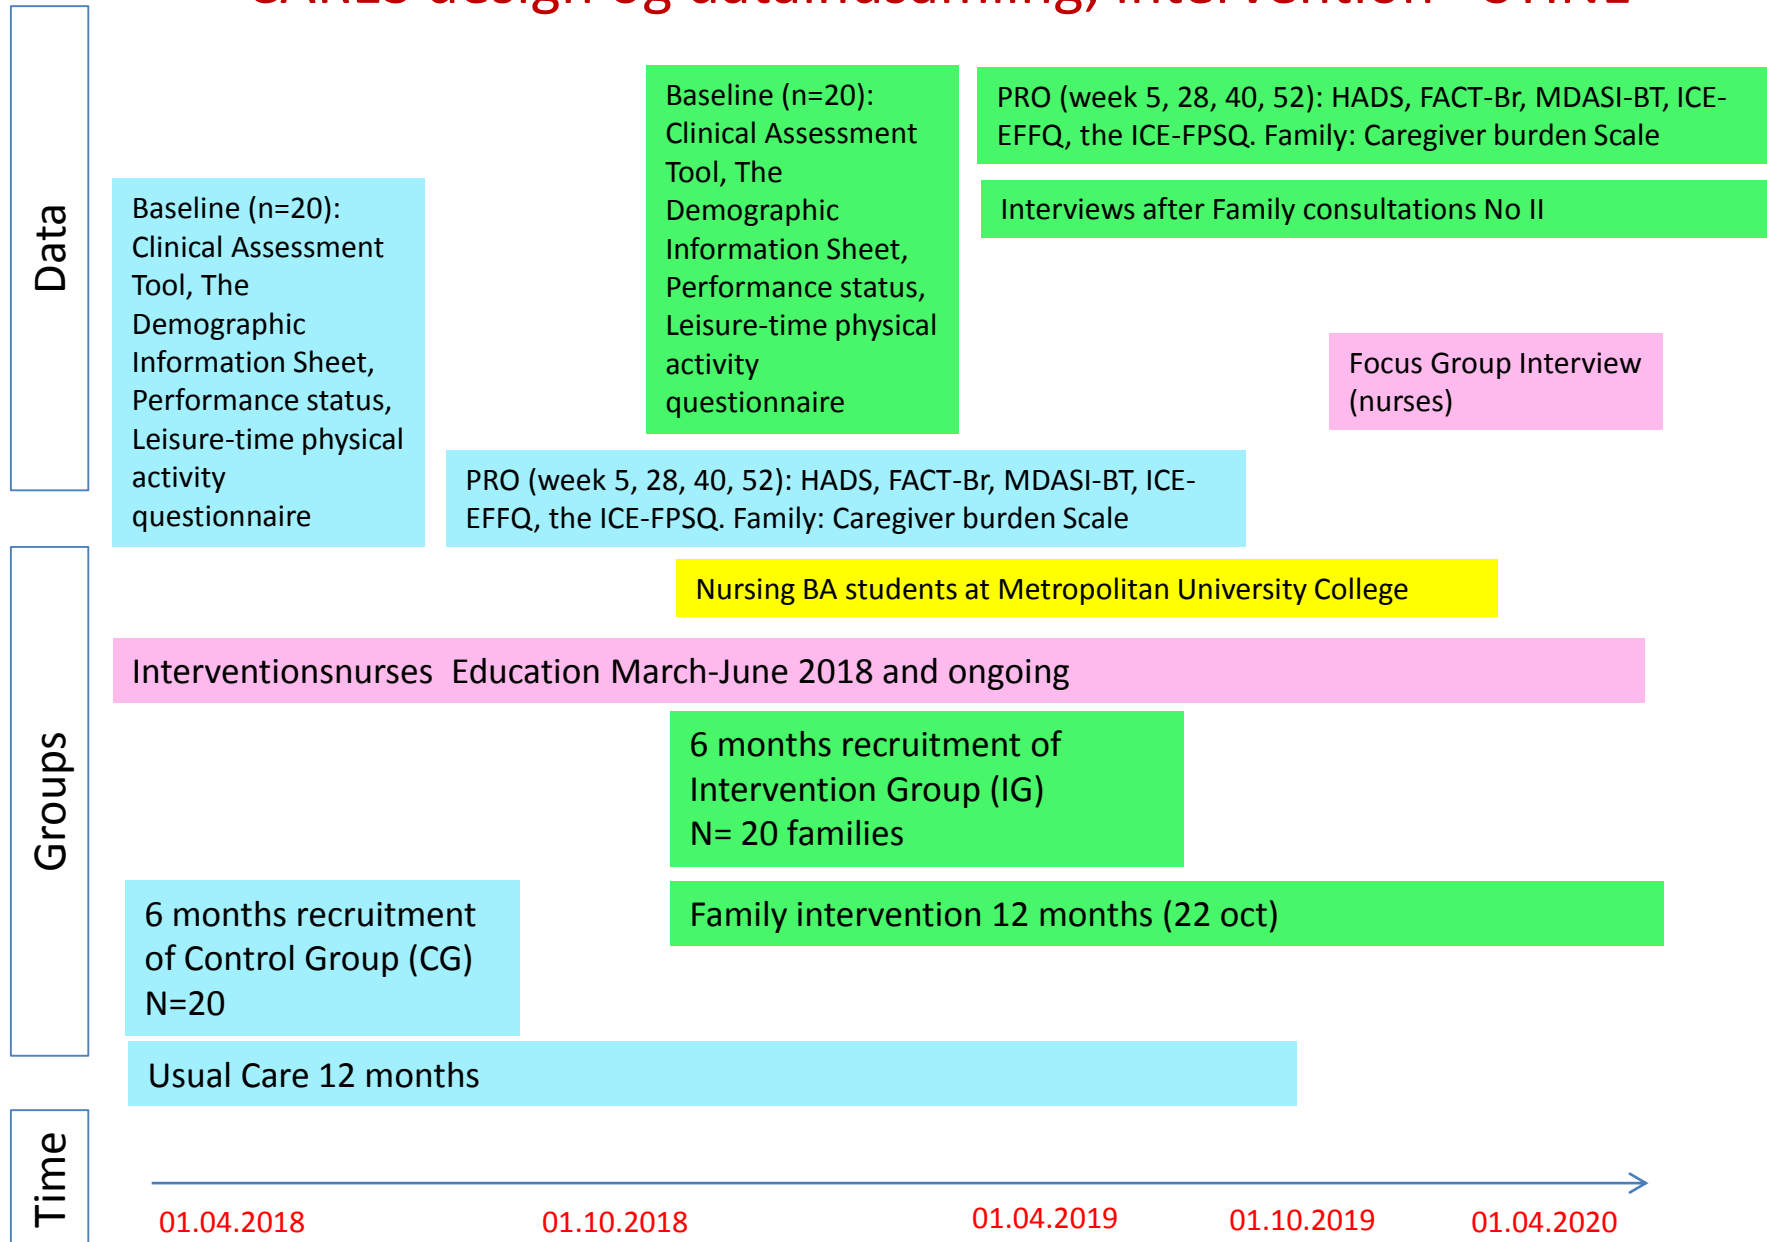 design og dataindsamling, intervention
Data
Baseline (n=20):
Clinical Assessment
Tool, The
Demographic
Information Sheet,
Performance status,
Leisure-time physical
activity
questionnaire
Baseline (n=20):
Clinical Assessment
Tool, The
Demographic
Information Sheet,
Performance status,
Leisure-time physical
activity
questionnaire
PRO (week 5, 28, 40, 52): HADS, FACT-Br, MDASI-BT, ICE-
EFFQ, the ICE-FPSQ. Family: Caregiver burden Scale
Interviews after Family consultations No II
Focus Group Interview
(nurses)
PRO (week 5, 28, 40, 52): HADS, FACT-Br, MDASI-BT, ICE-
EFFQ, the ICE-FPSQ. Family: Caregiver burden Scale
Groups
Nursing BA students at Metropolitan University College
Interventionsnurses  Education March-June 2018 and ongoing
6 months recruitment of
Intervention Group (IG)
N= 20 families
Family intervention 12 months (22 oct)
6 months recruitment
of Control Group (CG)
N=20
Usual Care 12 months
Time
01.04.2018
01.10.2018
01.04.2019
01.10.2019
01.04.2020